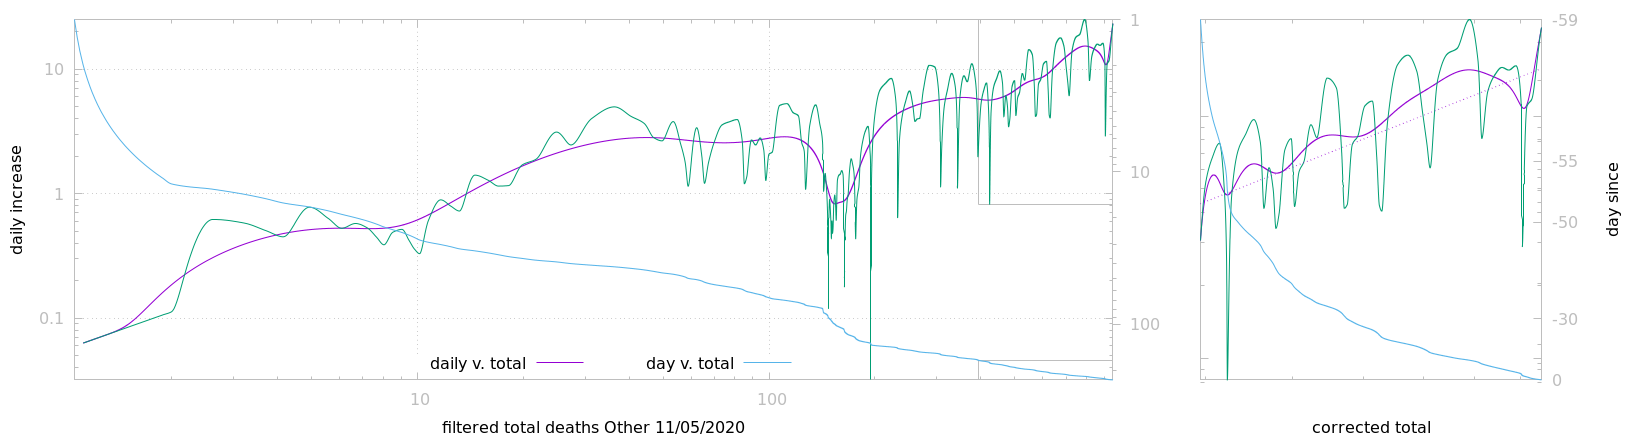 daily increase
10
1
0.1
10
100
filtered total deaths Other 11/05/2020
daily v. total
day v. total
1
10
100
corrected total
-59
-55
-50
-30
0
day since